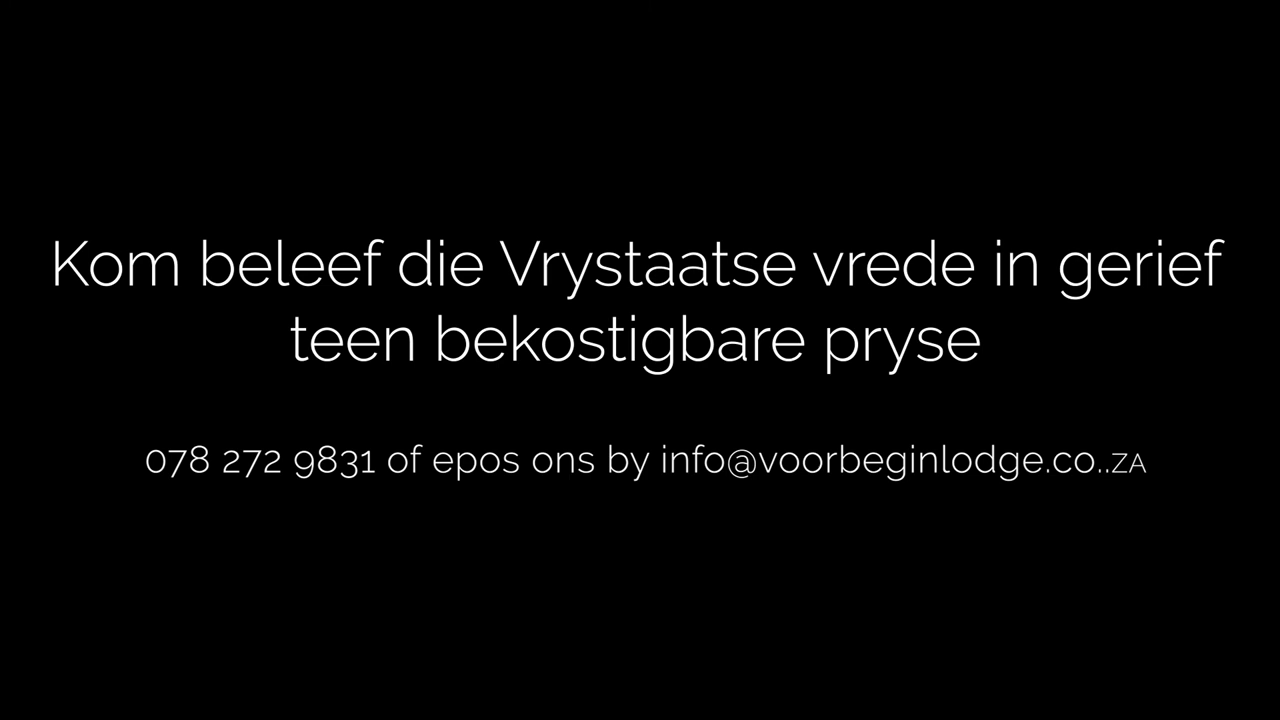 Kom beleef die Vrystaatse vrede in gerief
teen bekostigbare pryse
078 272 9831 of epos ons by info@voorbeginlodge.co..ZA